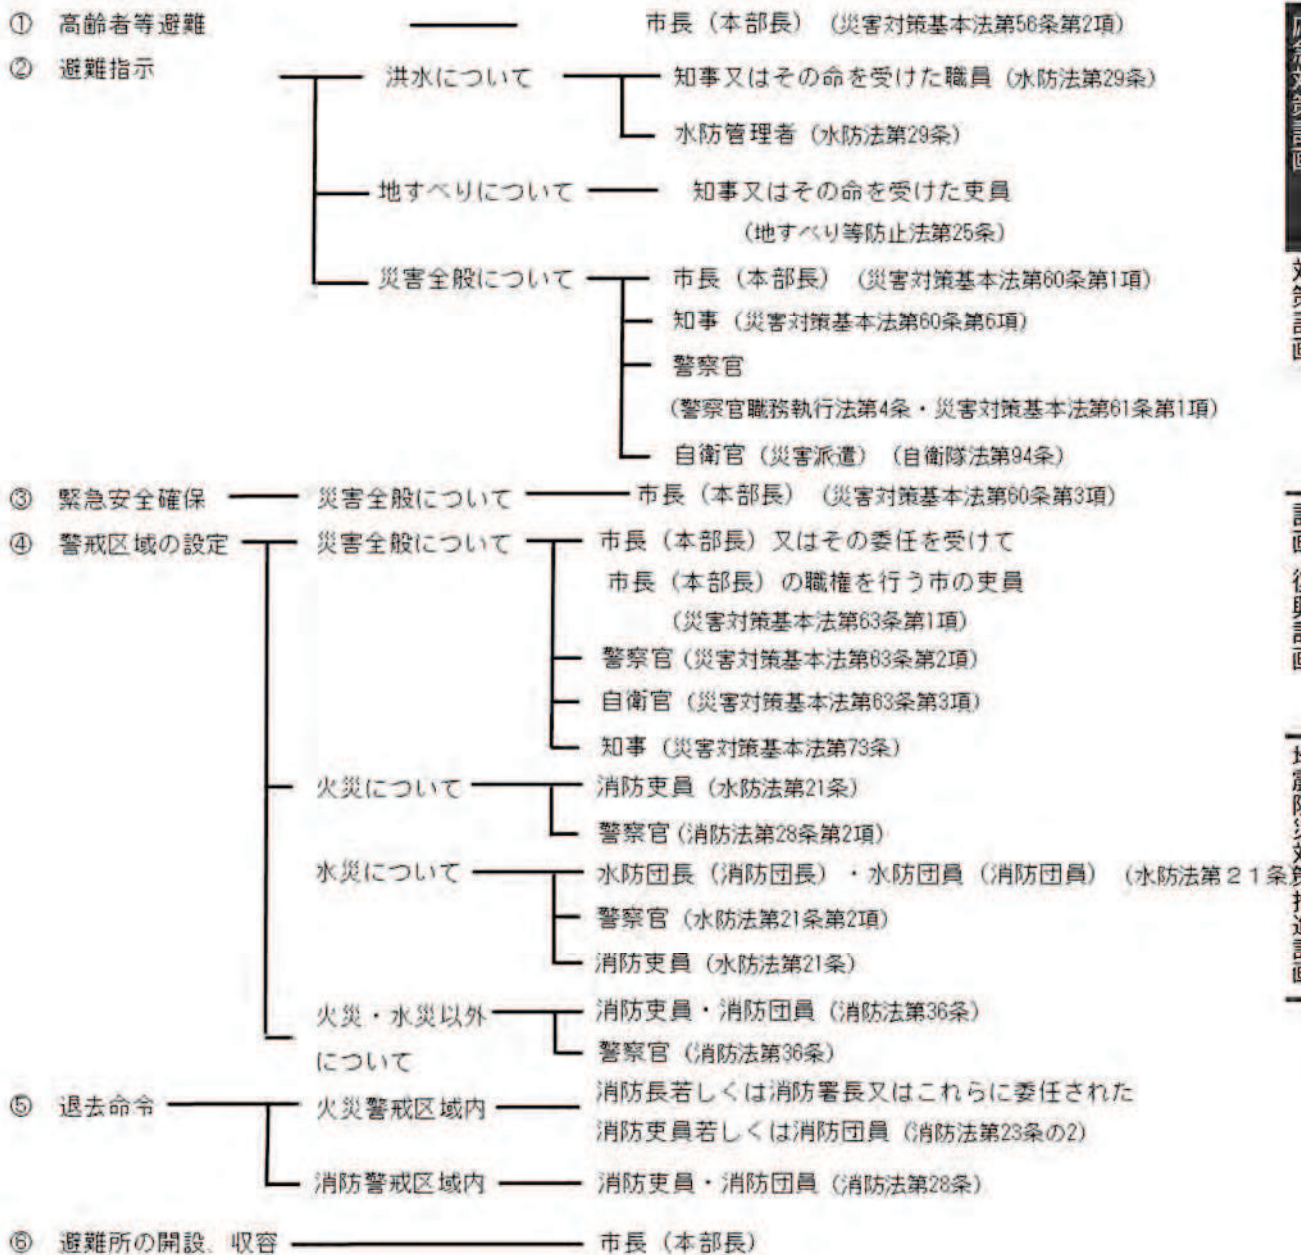 ① 高齢者等避難 市長（本部長）（災害対策基本法第56条第2項）
② 避難指示
洪水について 知事又はその命を受けた職員（水防法第29条）
水防管理者（水防法第29条）
地すべりについて 知事又はその命を受けた吏員
（地すべり等防止法第25条）
災害全般について 市長（本部長）（災害対策基本法第60条第1項）
知事（災害対策基本法第60条第6項）
警察官
（警察官職務執行法第4条・災害対策基本法第61条第1項）
自衛官（災害派遣）（自衛隊法第94条）
③ 緊急安全確保 災害全般について 市長（本部長）（災害対策基本法第60条第3項）
④ 警戒区域の設定 災害全般について 市長（本部長）又はその委任を受けて
市長（本部長）の職権を行う市の吏員
（災害対策基本法第63条第1項）
警察官（災害対策基本法第63条第2項）
自衛官（災害対策基本法第63条第3項）
知事（災害対策基本法第73条）
火災について 消防吏員（水防法第21条）
警察官（消防法第28条第2項）
水災について 水防団長（消防団長）・水防団員（消防団員）（水防法第２１条
警察官（水防法第21条第2項）
消防吏員（水防法第21条）
火災・水災以外 消防吏員・消防団員（消防法第36条）
について 警察官（消防法第36条）
⑤ 退去命令 火災警戒区域内 消防長若しくは消防署長又はこれらに委任された
消防吏員若しくは消防団員（消防法第23条の2）
消防警戒区域内 消防吏員・消防団員（消防法第28条）
⑥ 避難所の開設、収容 市長（本部長）
応急対策計画
対策計画
計画 復興計画
地震防災対策推進計画